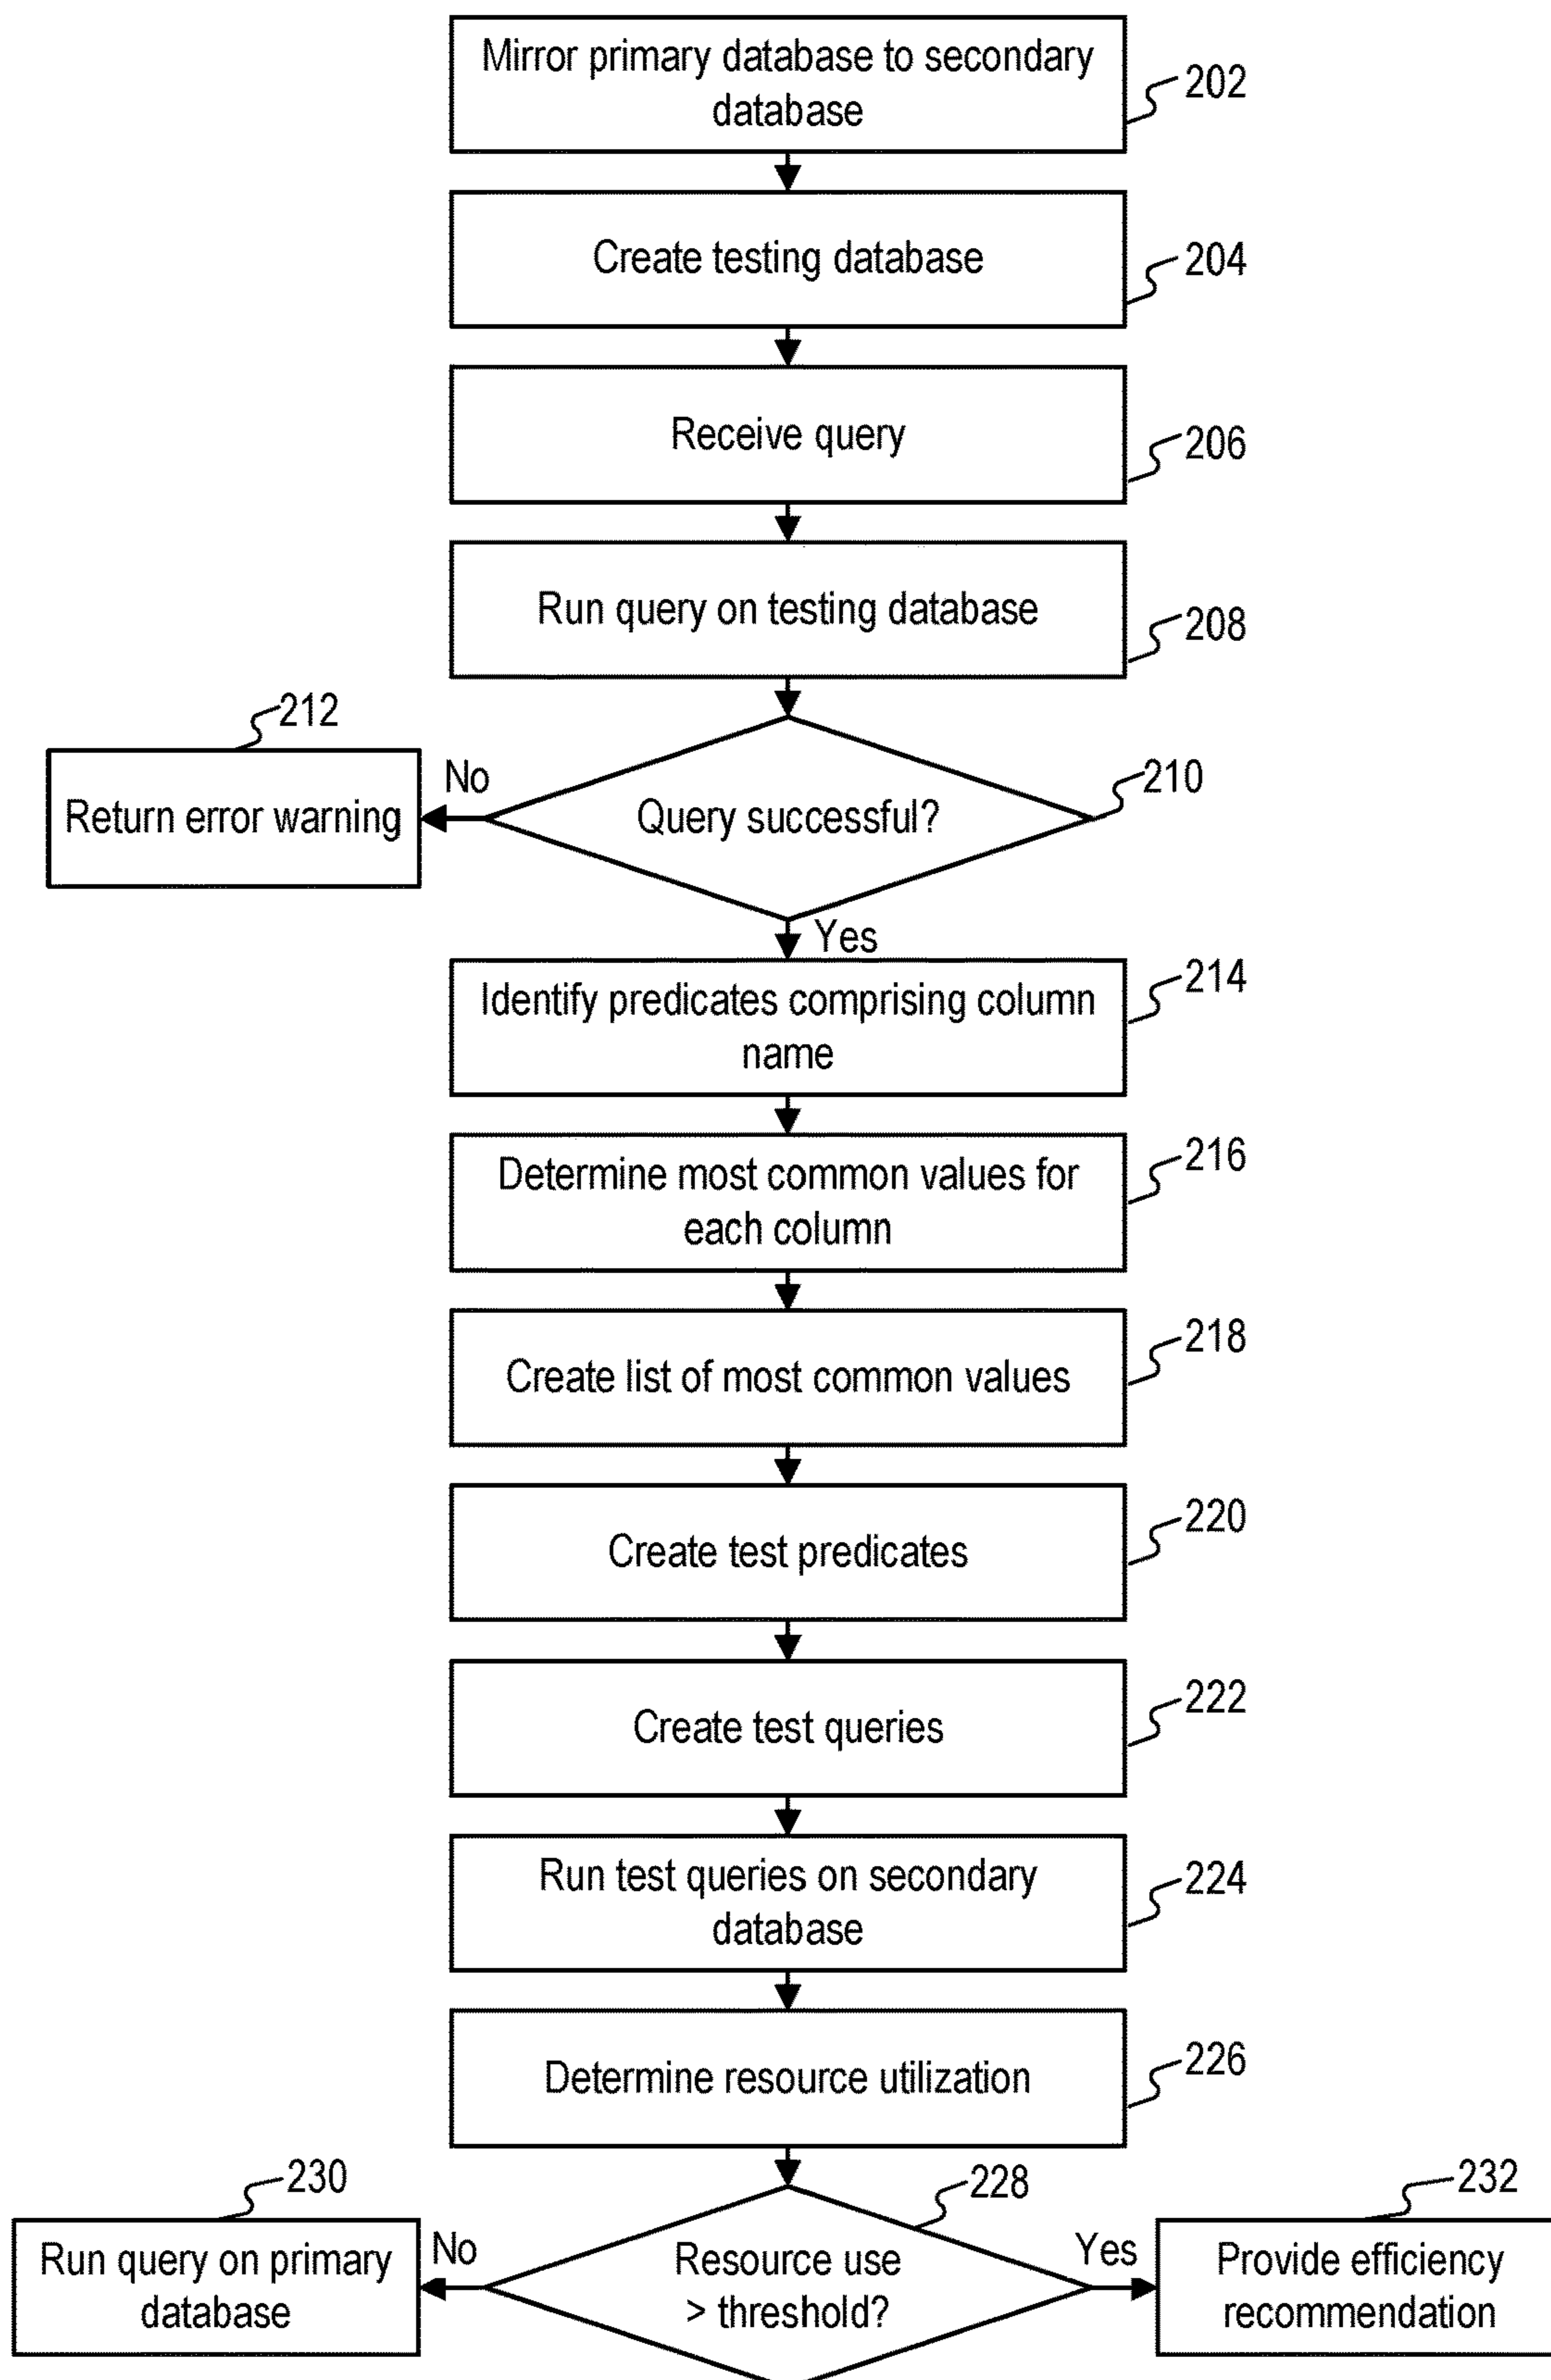 Mirror primary database to secondary
database
202
Create testing database
204
Receive query
206
Run query on testing database
208
212
Return error warning
No
Query successful?
210
Yes
Identify predicates comprising column
name
214
Determine most common values for
each column
216
Create list of most common values
218
Create test predicates
220
Create test queries
222
Run test queries on secondary
database
224
Determine resource utilization
226
230
Run query on primary
database
No
Resource use
> threshold?
228
Yes
232
Provide efficiency
recommendation